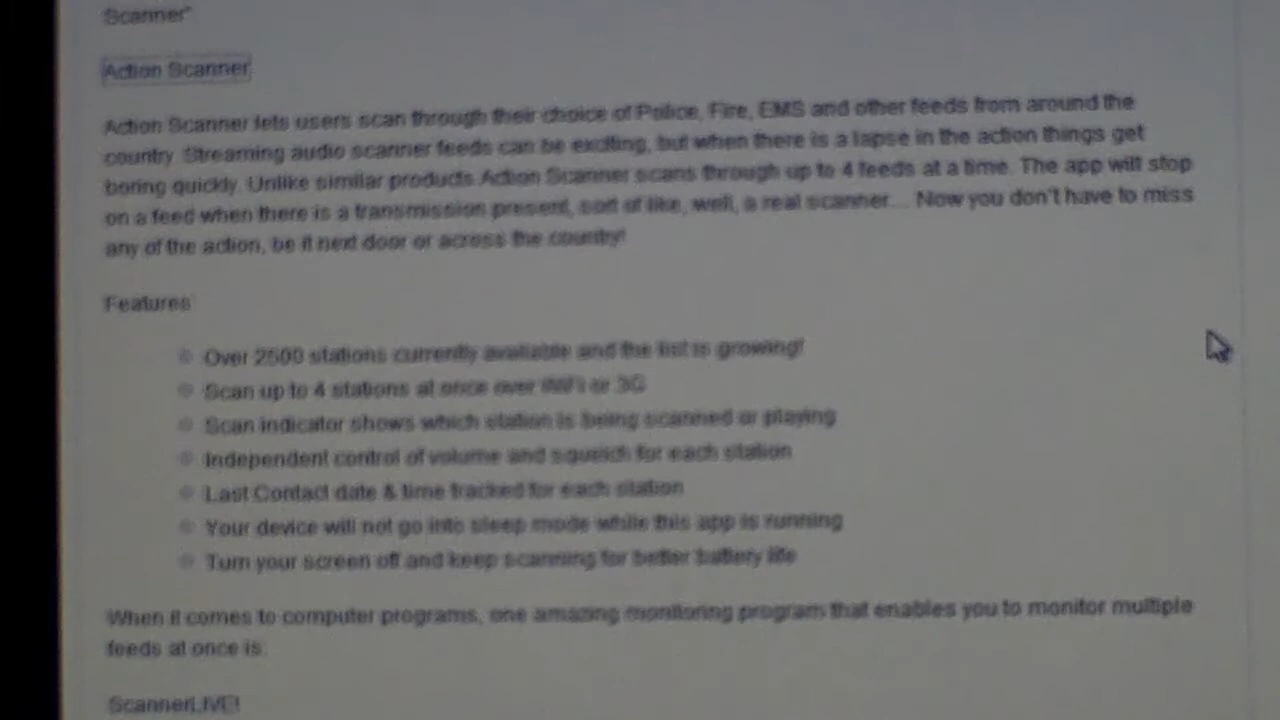 Scanner"
Action Scanner
Action Scanner lets users scan through their choice of Police, Fire, EMS and other feeds from around the
country. Streaming audio scanner feeds can be exciting, but when there is a lapse in the action things get
boring quickly. Unlike similar products Action Scanner scans through up to 4 feeds at a time. The app will stop
on a feed when there is a transmission present, sort of like, well, a real scanner... Now you don't have to miss
any of the action, be it next door or across the country!
Features
Over 2500 stations currently available and the list is growing!
Scan up to 4 stations at once over WiFi or 3G
Scan indicator shows which station is being scanned or playing
Independent control of volume and squelch for each station
Last Contact date & time tracked for each station
Your device will not go into sleep mode while this app is running
Turn your screen off and keep scanning for better battery life
When it comes to computer programs, one amazing monitoring program that enables you to monitor multiple
feeds at once is:
ScannerLIVE!